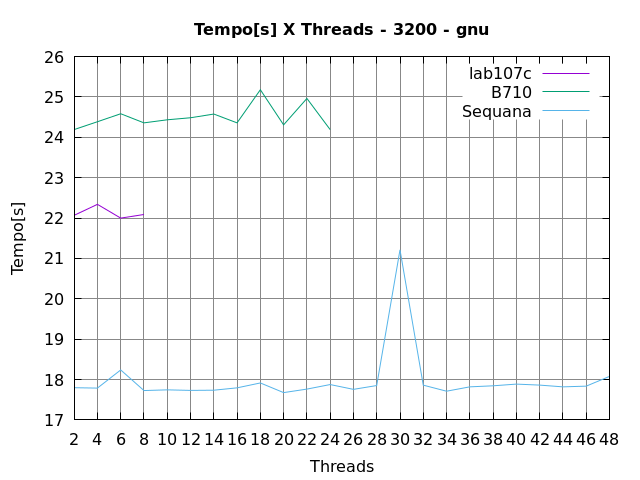 Tempo[s] X Threads - 3200 - gnu
lab107c
B710
Sequana
26
25
24
23
22
21
20
19
18
17
Tempo[s]
2 4 6 8 10 12 14 16 18 20 22 24 26 28 30 32 34 36 38 40 42 44 46 48
Threads